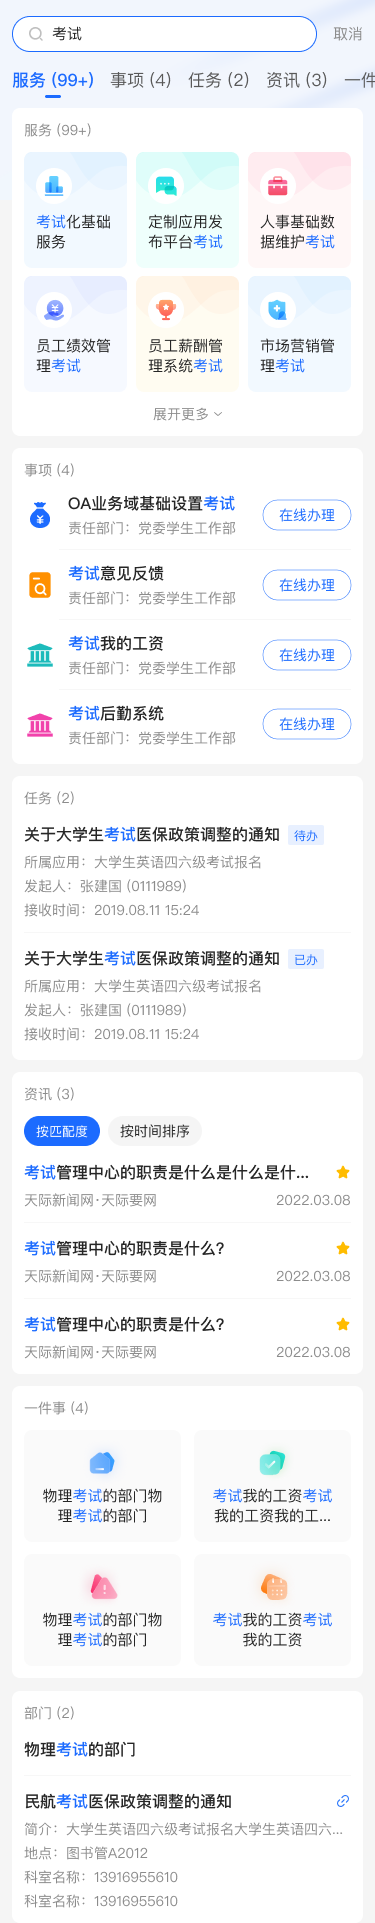 考试
取消
服务 (99+) 事项 (4) 任务 (2) 资讯 (3) 一件
服务 (99+)
考试化基础
服务
定制应用发
布平台考试
人事基础数
据维护考试
员工绩效管
理考试
员工薪酬管
理系统考试
市场营销管
理考试
展开更多
事项 (4)
OA业务域基础设置考试
责任部门：党委学生工作部
在线办理
考试意见反馈
责任部门：党委学生工作部
在线办理
考试我的工资
责任部门：党委学生工作部
在线办理
考试后勤系统
责任部门：党委学生工作部
在线办理
任务 (2)
关于大学生考试医保政策调整的通知 待办
所属应用：大学生英语四六级考试报名
发起人：张建国 (0111989)
接收时间：2019.08.11 15:24
关于大学生考试医保政策调整的通知 已办
所属应用：大学生英语四六级考试报名
发起人：张建国 (0111989)
接收时间：2019.08.11 15:24
资讯 (3)
按匹配度 按时间排序
考试管理中心的职责是什么是什么是什...
天际新闻网·天际要网 2022.03.08
考试管理中心的职责是什么?
天际新闻网·天际要网 2022.03.08
考试管理中心的职责是什么?
天际新闻网·天际要网 2022.03.08
一件事 (4)
物理考试的部门物
理考试的部门
考试我的工资考试
我的工资我的工...
物理考试的部门物
理考试的部门
考试我的工资考试
我的工资
部门 (2)
物理考试的部门
民航考试医保政策调整的通知
简介：大学生英语四六级考试报名大学生英语四六...
地点：图书管A2012
科室名称：13916955610
科室名称：13916955610